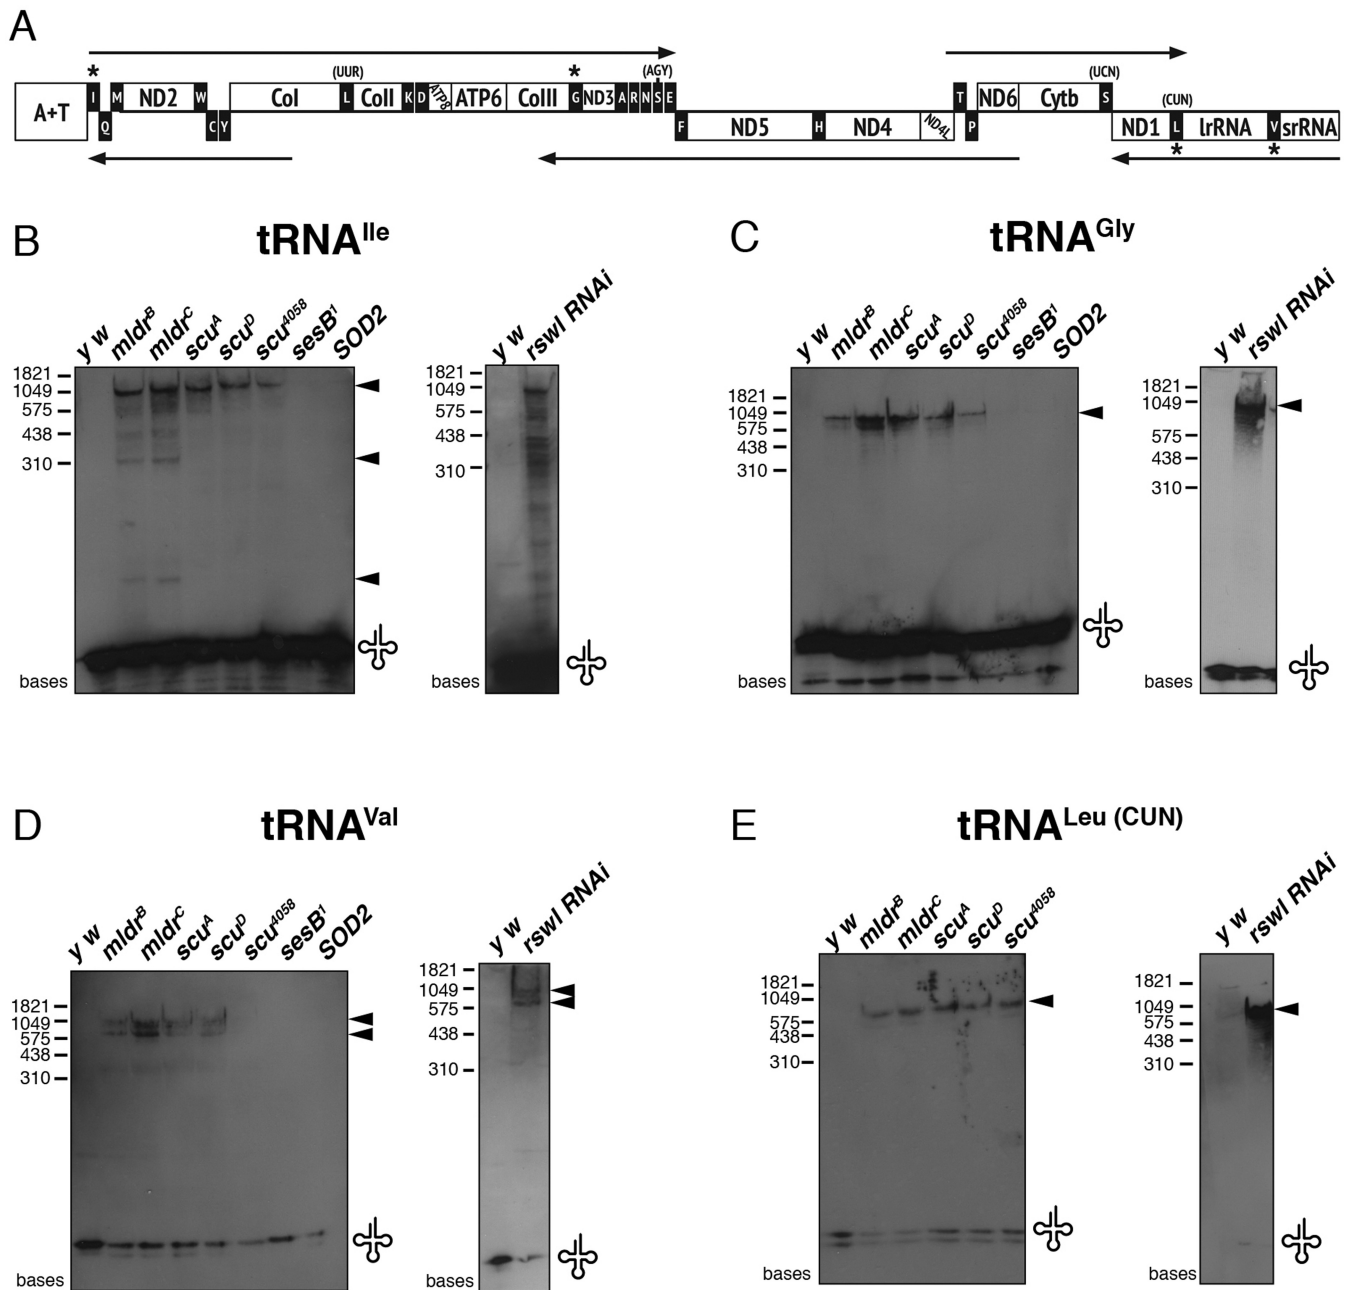 A
* (UUR) * (AGY) (UCN)
A+T I M ND2 W CoI L CoII K D ATP8 ATP6 CoIII G ND3 A R N S E T ND6 Cytb S (CUN)
Q C Y F ND5 H ND4 ND4L P ND1 L lrRNA V srRNA
* *
B tRNA^Ile
y w mldr^B mldr^C scu^A scu^D scu^4058 sesB^1 SOD2
1821
1049
575
438
310
bases
y w rswl RNAi
1821
1049
575
438
310
bases
C tRNA^Gly
y w mldr^B mldr^C scu^A scu^D scu^4058 sesB^1 SOD2
1821
1049
575
438
310
bases
y w rswl RNAi
1821
1049
575
438
310
bases
D tRNA^Val
y w mldr^B mldr^C scu^A scu^D scu^4058 sesB^1 SOD2
1821
1049
575
438
310
bases
y w rswl RNAi
1821
1049
575
438
310
bases
E tRNA^Leu (CUN)
y w mldr^B mldr^C scu^A scu^D scu^4058
1821
1049
575
438
310
bases
y w rswl RNAi
1821
1049
575
438
310
bases